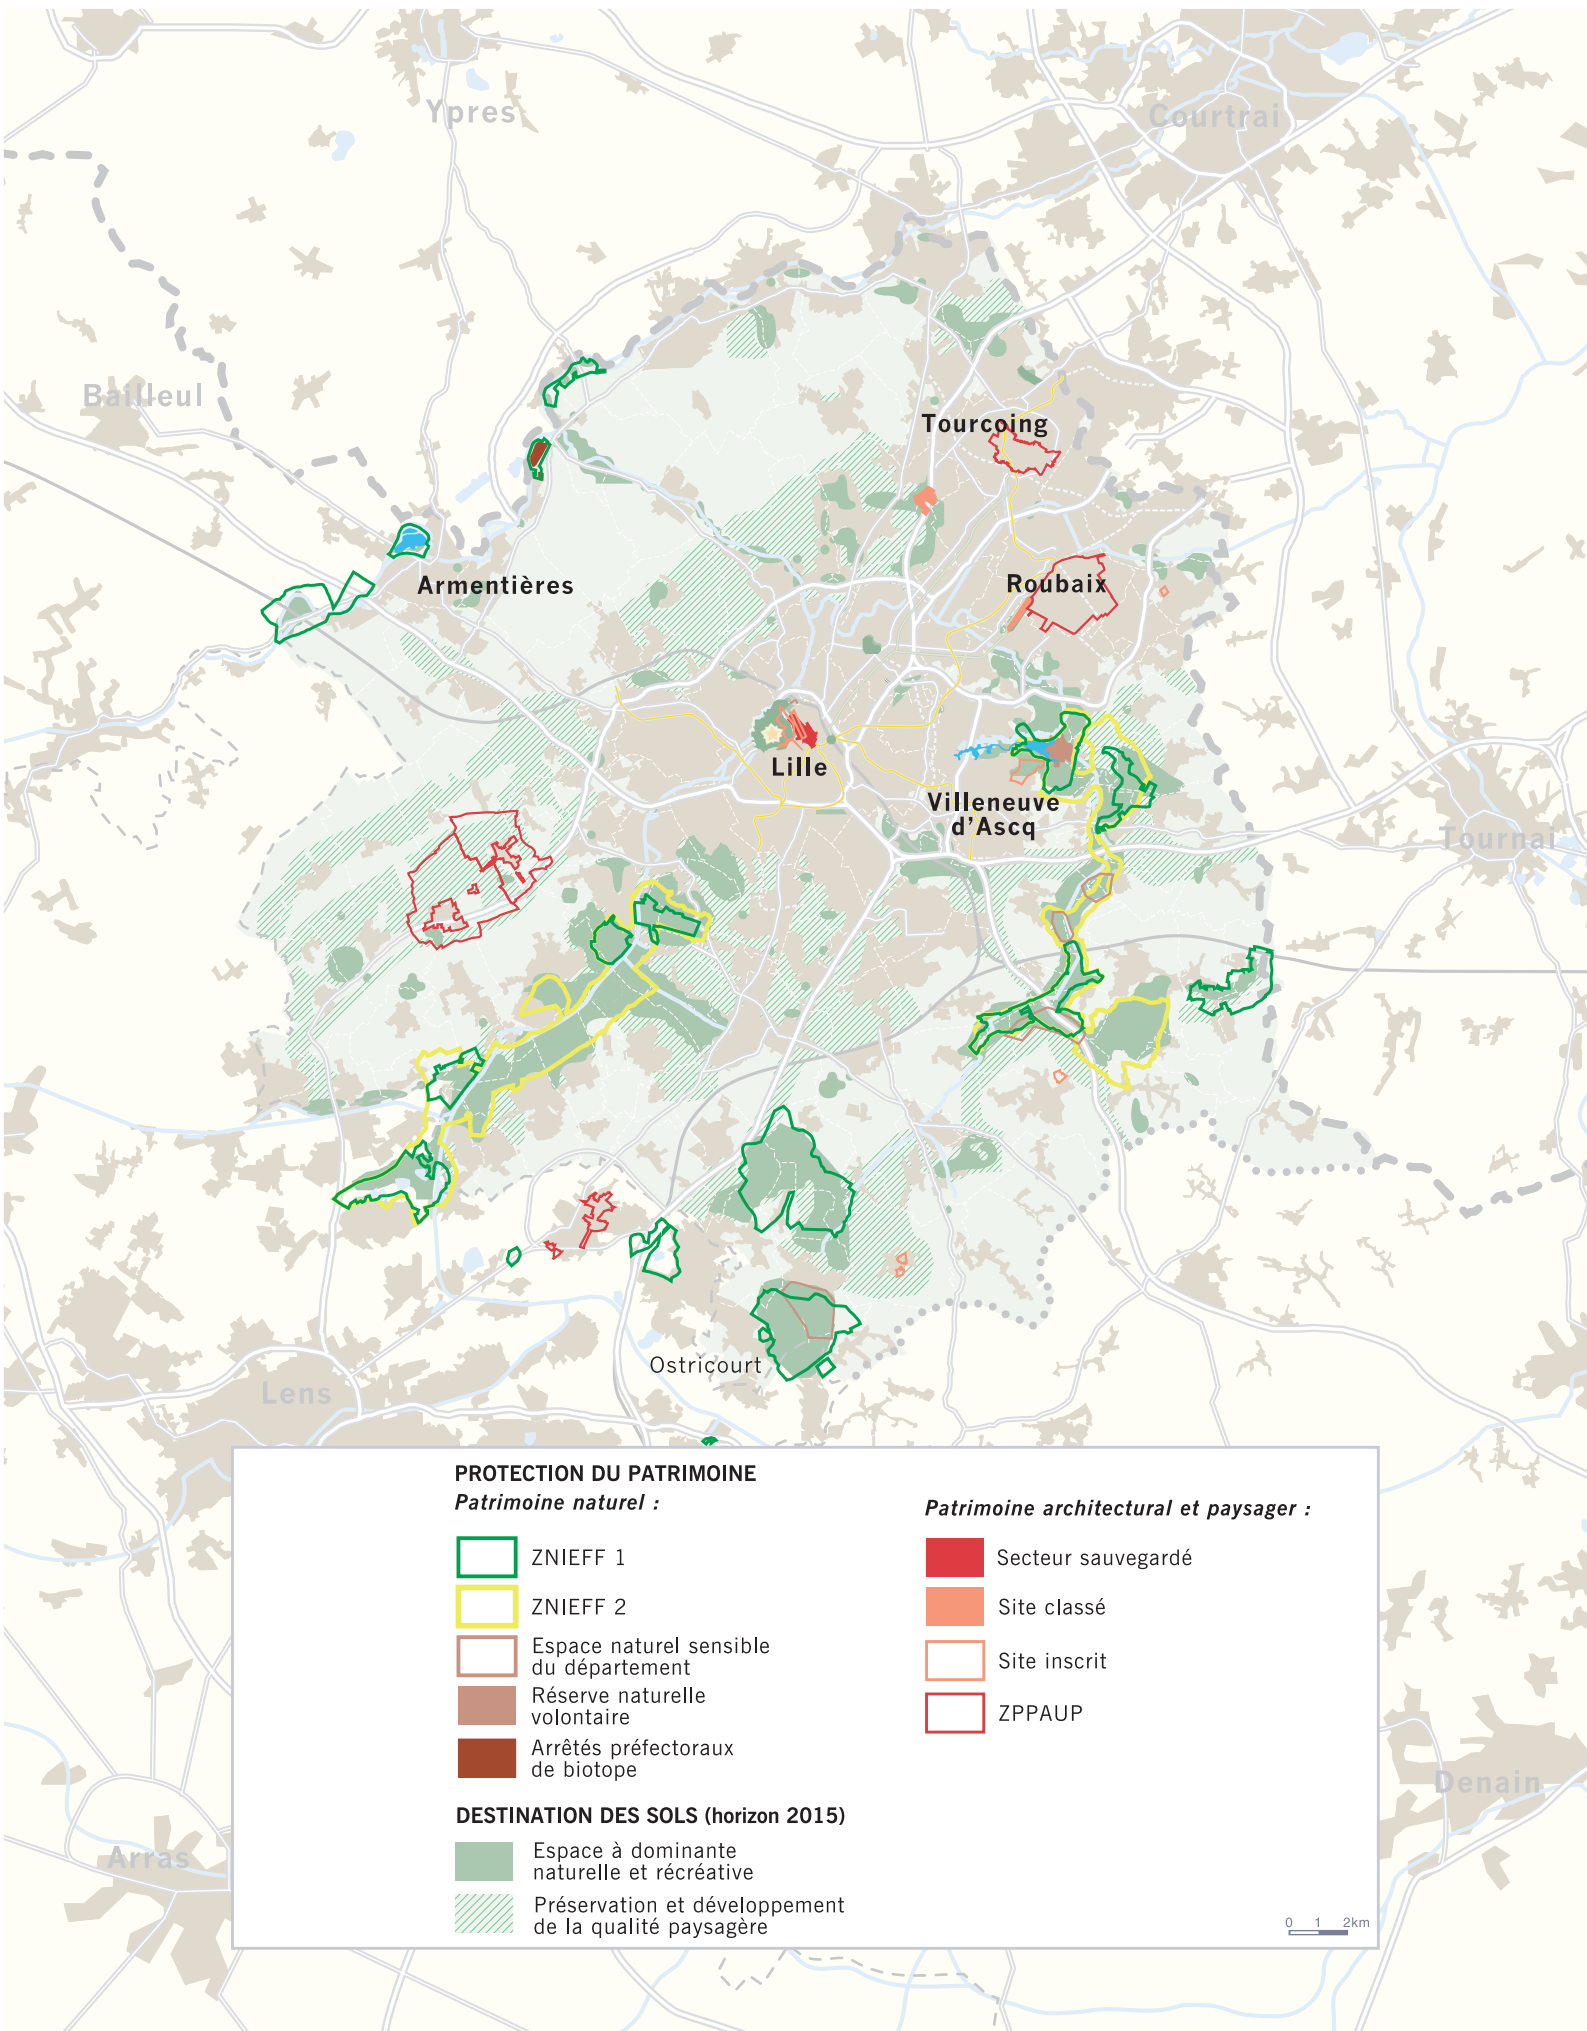 Ypres
Courtrai
Bailleul
Tourcoing
Armentières
Roubaix
Lille
Villeneuve
d'Ascq
Tournai
Ostricourt
Lens
PROTECTION DU PATRIMOINE
Patrimoine naturel :
ZNIEFF 1
ZNIEFF 2
Espace naturel sensible
du département
Réserve naturelle
volontaire
Arrêtés préfectoraux
de biotope
DESTINATION DES SOLS (horizon 2015)
Espace à dominante
naturelle et récréative
Préservation et développement
de la qualité paysagère
Patrimoine architectural et paysager :
Secteur sauvegardé
Site classé
Site inscrit
ZPPAUP
0 1 2km
Denain
Arras